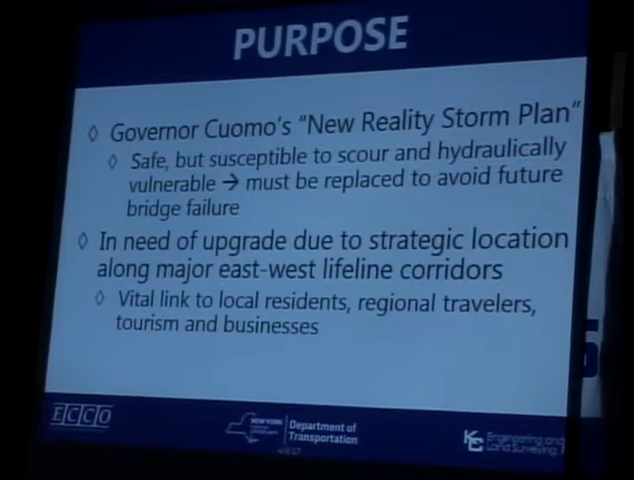 PURPOSE
◊ Governor Cuomo's "New Reality Storm Plan"
◊ Safe, but susceptible to scour and hydraulically
vulnerable → must be replaced to avoid future
bridge failure
◊ In need of upgrade due to strategic location
along major east-west lifeline corridors
◊ Vital link to local residents, regional travelers,
tourism and businesses
ECCO
NEW YORK
Department of
Transportation
KC
Engineering and
Land Surveying,